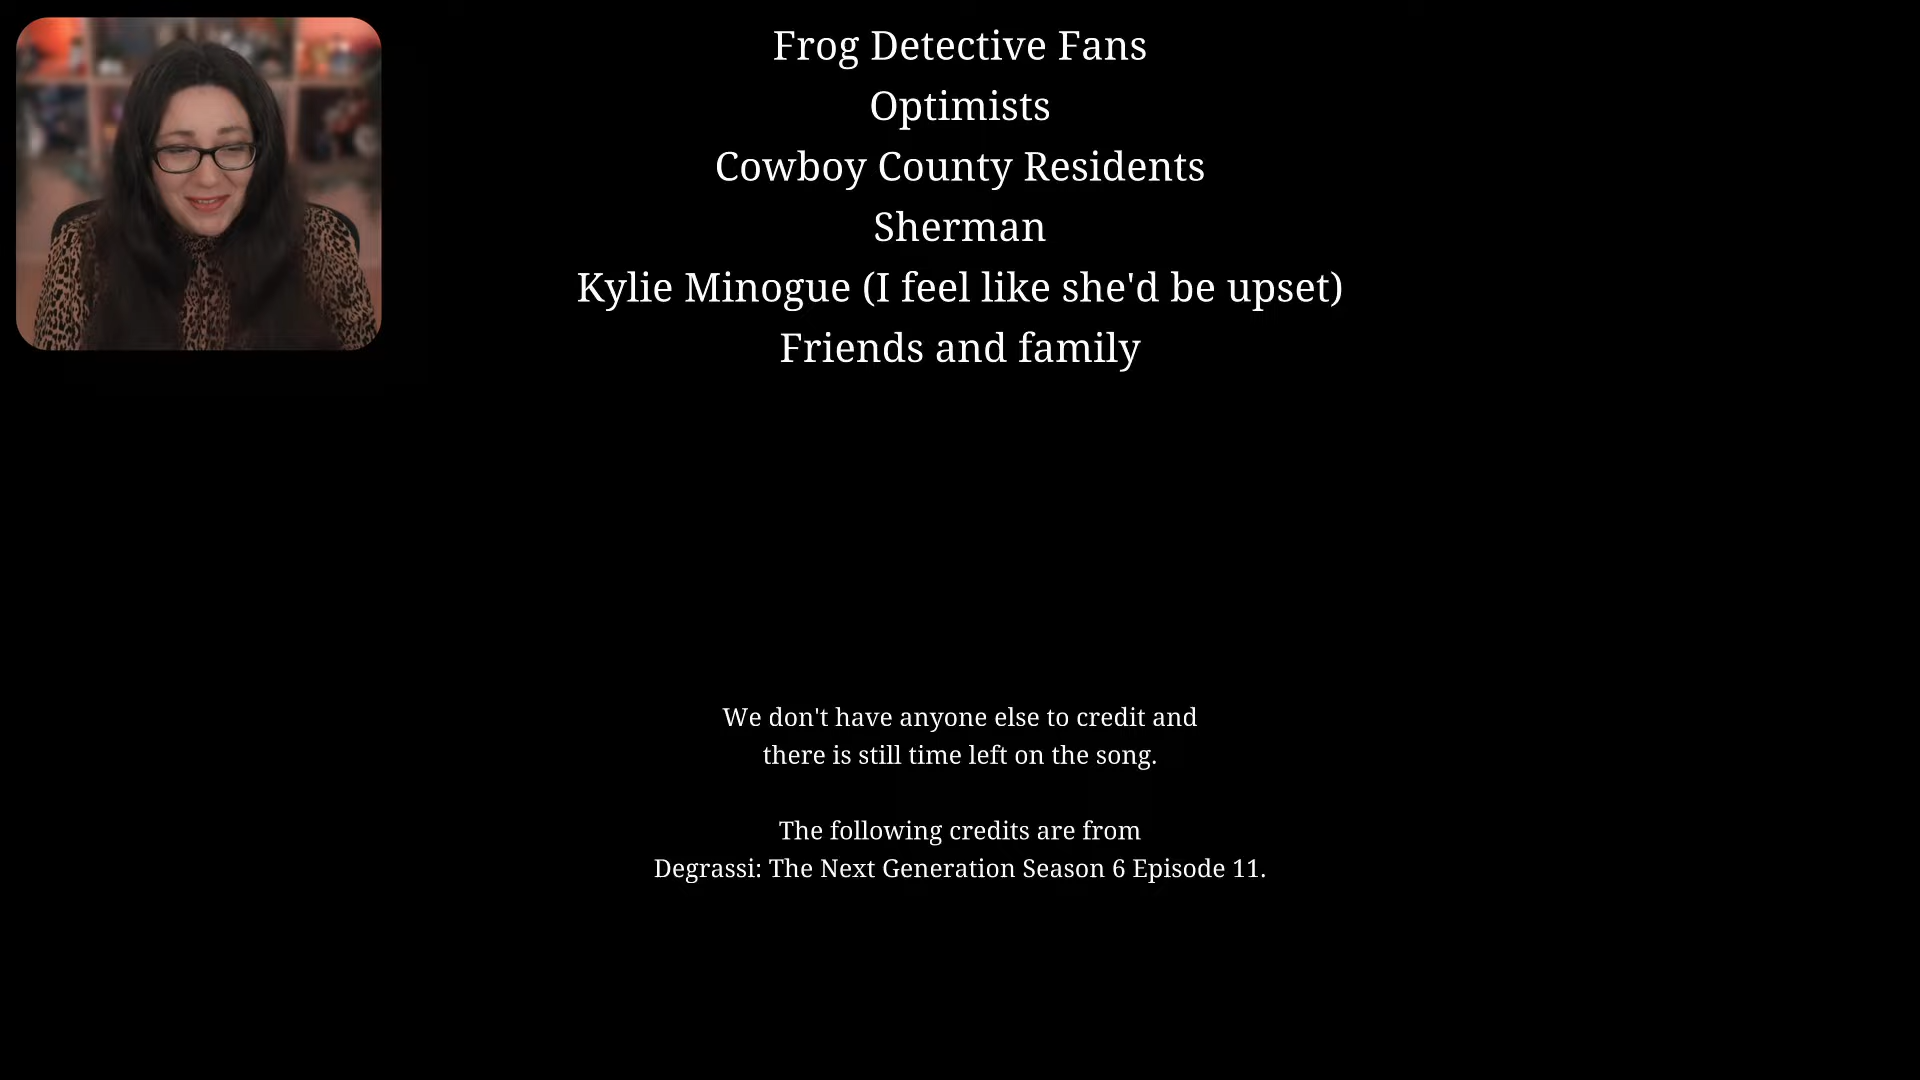 Frog Detective Fans
Optimists
Cowboy County Residents
Sherman
Kylie Minogue (I feel like she'd be upset)
Friends and family
We don't have anyone else to credit and
there is still time left on the song.
The following credits are from
Degrassi: The Next Generation Season 6 Episode 11.